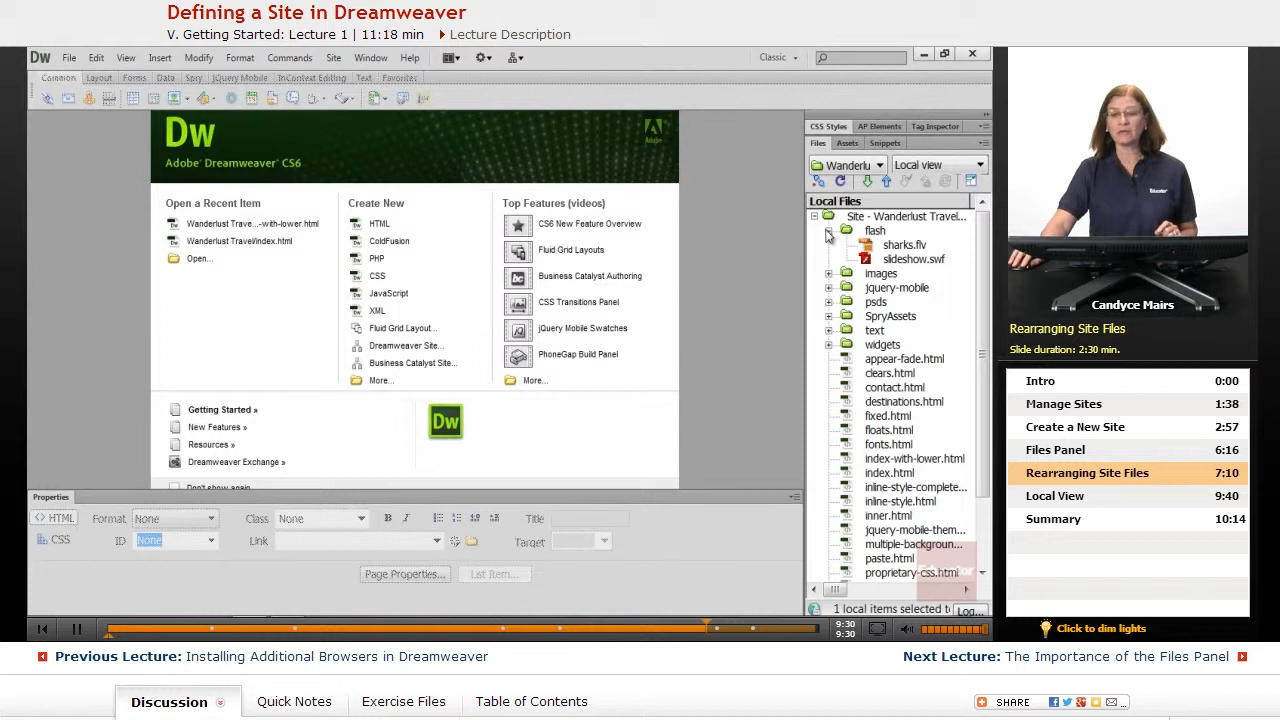 Defining a Site in Dreamweaver
V. Getting Started: Lecture 1 | 11:18 min Lecture Description
Dw File Edit View Insert Modify Format Commands Site Window Help Classic
Common Layout Forms Data Spry jQuery Mobile InContext Editing Text Favorites
Dw
Adobe Dreamweaver CS6
Adobe
Open a Recent Item
Wanderlust Trave...-with-lower.html
Wanderlust Travel/index.html
Open...
Create New
HTML
ColdFusion
PHP
CSS
JavaScript
XML
Fluid Grid Layout...
Dreamweaver Site...
Business Catalyst Site...
More...
Top Features (videos)
CS6 New Feature Overview
Fluid Grid Layouts
Business Catalyst Authoring
CSS Transitions Panel
jQuery Mobile Swatches
PhoneGap Build Panel
More...
Getting Started »
New Features »
Resources »
Dreamweaver Exchange »
Dw
Don't show again
Properties
HTML Format None Class None B I Title
CSS ID None Link Target
Page Properties... List Item...
CSS Styles AP Elements Tag Inspector
Files Assets Snippets
Wanderlu Local view
Local Files
Site - Wanderlust Travel...
flash
sharks.flv
slideshow.swf
images
jquery-mobile
psds
SpryAssets
text
widgets
appear-fade.html
clears.html
contact.html
destinations.html
fixed.html
floats.html
fonts.html
index-with-lower.html
index.html
inline-style-complete...
inline-style.html
inner.html
jquery-mobile-them...
multiple-backgroun...
paste.html
proprietary-css.html
1 local items selected t Log...
9:30
9:30
Educator
Candyce Mairs
Rearranging Site Files
Slide duration: 2:30 min.
Intro 0:00
Manage Sites 1:38
Create a New Site 2:57
Files Panel 6:16
Rearranging Site Files 7:10
Local View 9:40
Summary 10:14
Click to dim lights
Previous Lecture: Installing Additional Browsers in Dreamweaver
Next Lecture: The Importance of the Files Panel
Discussion Quick Notes Exercise Files Table of Contents
SHARE